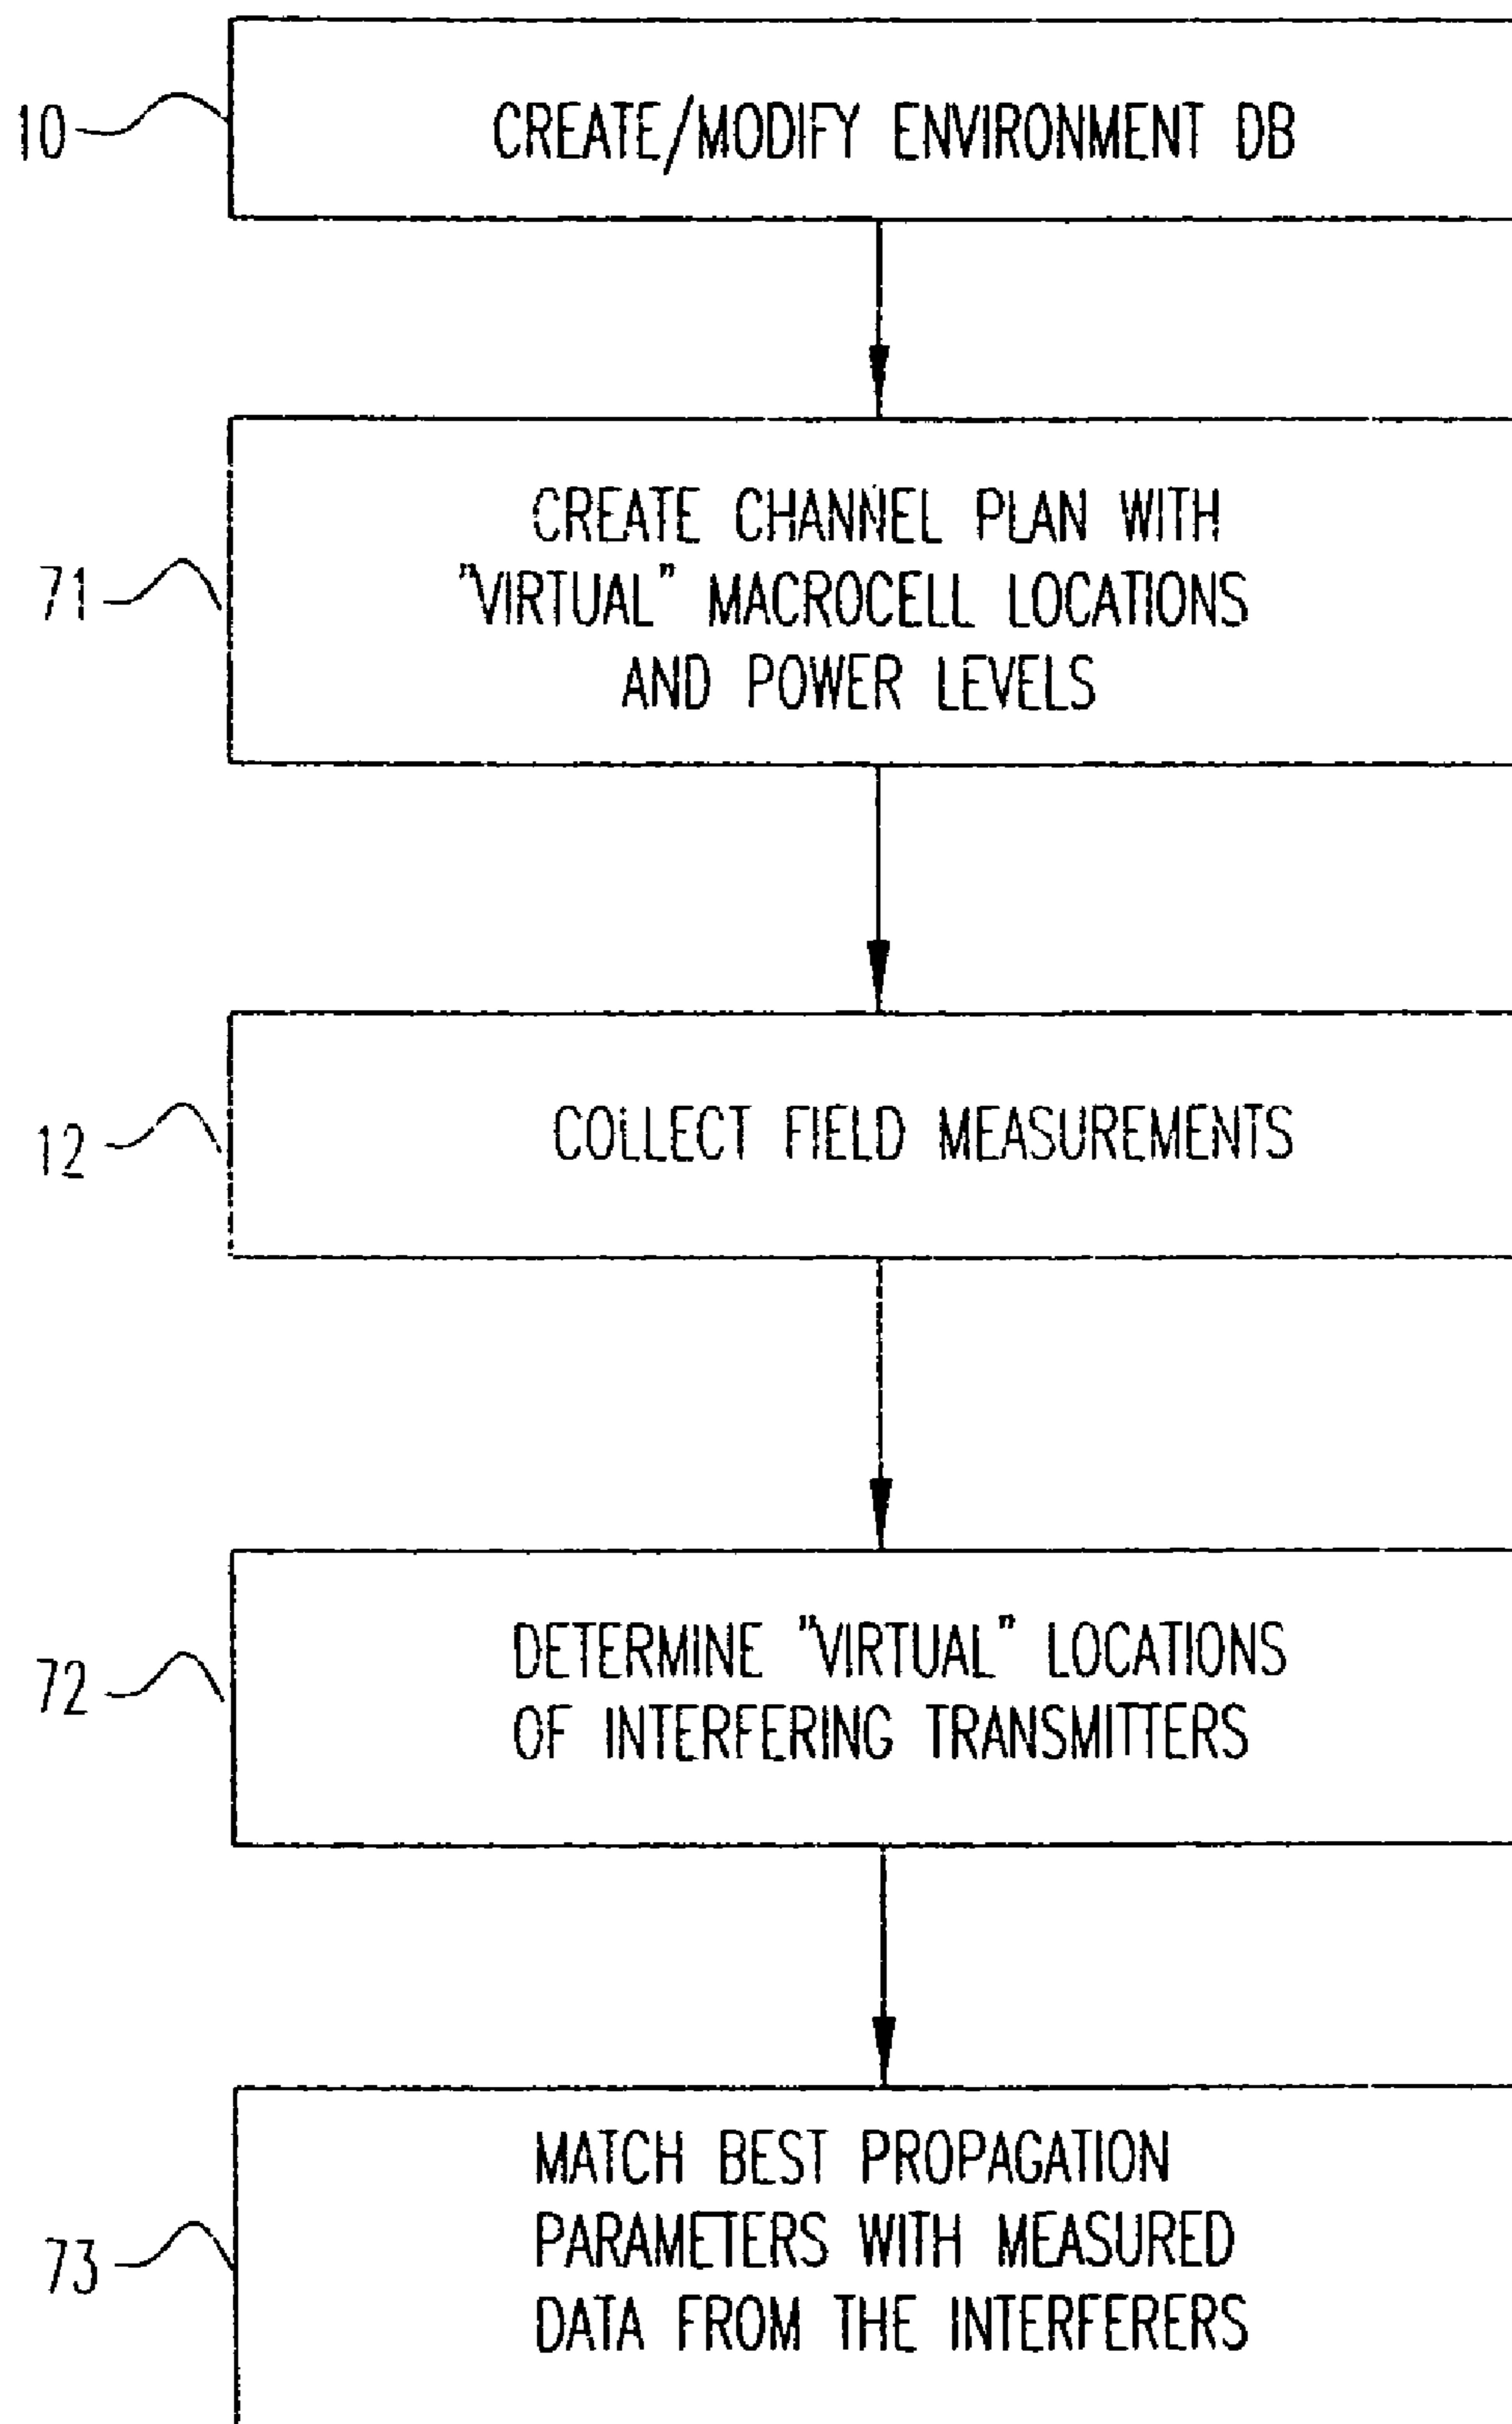 10
CREATE/MODIFY ENVIRONMENT DB
71
CREATE CHANNEL PLAN WITH
"VIRTUAL" MACROCELL LOCATIONS
AND POWER LEVELS
12
COLLECT FIELD MEASUREMENTS
72
DETERMINE "VIRTUAL" LOCATIONS
OF INTERFERING TRANSMITTERS
73
MATCH BEST PROPAGATION
PARAMETERS WITH MEASURED
DATA FROM THE INTERFERERS